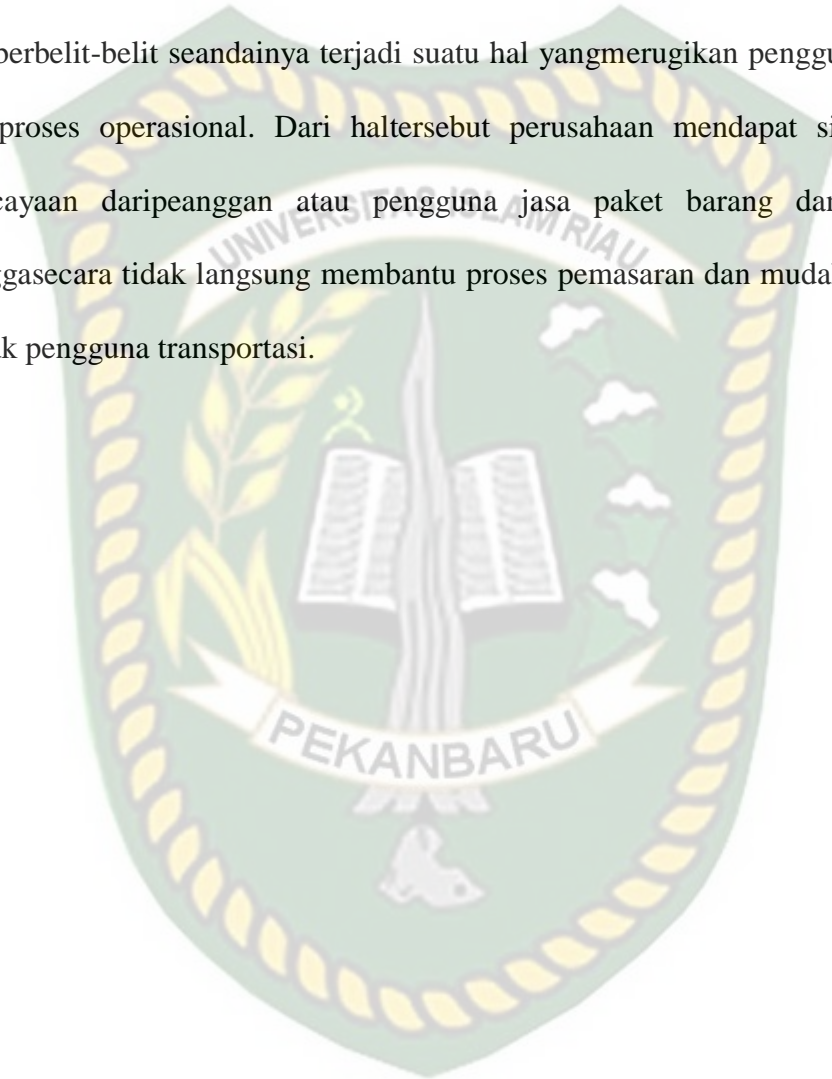 berbelit-belit seandainya terjadi suatu hal yangmerugikan penggu
proses operasional. Dari haltersebut perusahaan mendapat si
cayaan daripeanggan atau pengguna jasa paket barang dan
ggasecara tidak langsung membantu proses pemasaran dan mudah
k pengguna transportasi.
UNIVERSITAS ISLAM RIAU
PEKANBARU